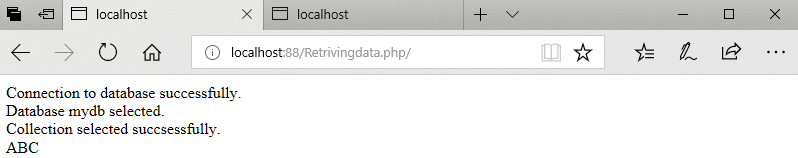 localhost
localhost
localhost:88/Retrivingdata.php/
Connection to database successfully.
Database mydb selected.
Collection selected succsessfully.
ABC